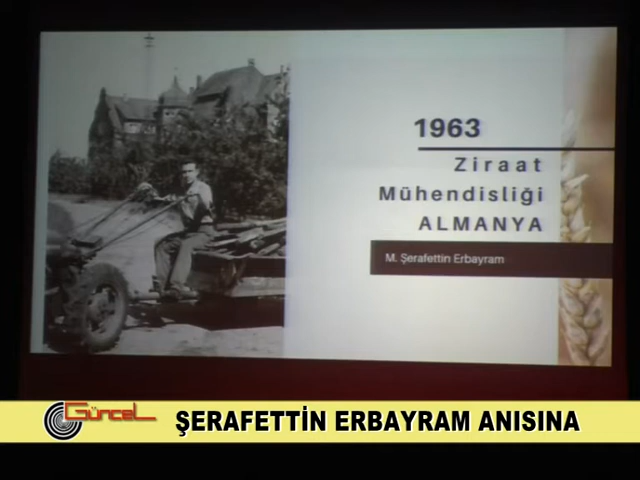 1963
Ziraat
Mühendisliği
ALMANYA
M. Şerafettin Erbayram
Gürcel
ŞERAFETTİN ERBAYRAM ANISINA